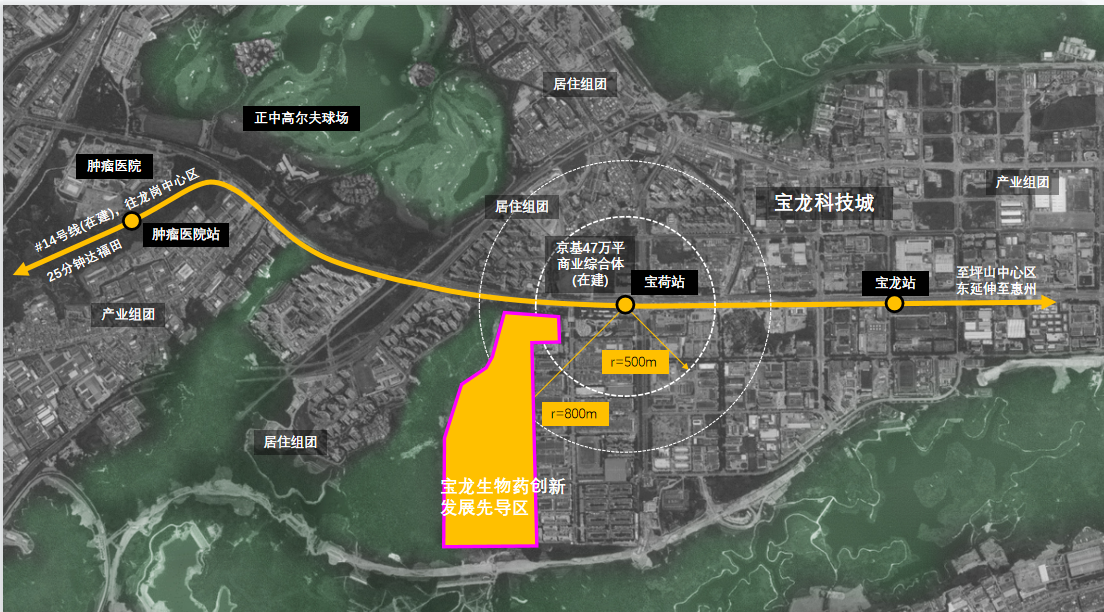 居住组团
正中高尔夫球场
肿瘤医院
#14号线(在建)，往龙岗中心区
产业组团
居住组团
宝龙科技城
肿瘤医院站
25分钟达福田
京基47万平
商业综合体
(在建)
宝荷站
宝龙站
至坪山中心区
东延伸至惠州
产业组团
r=500m
r=800m
居住组团
宝龙生物药创新
发展先导区